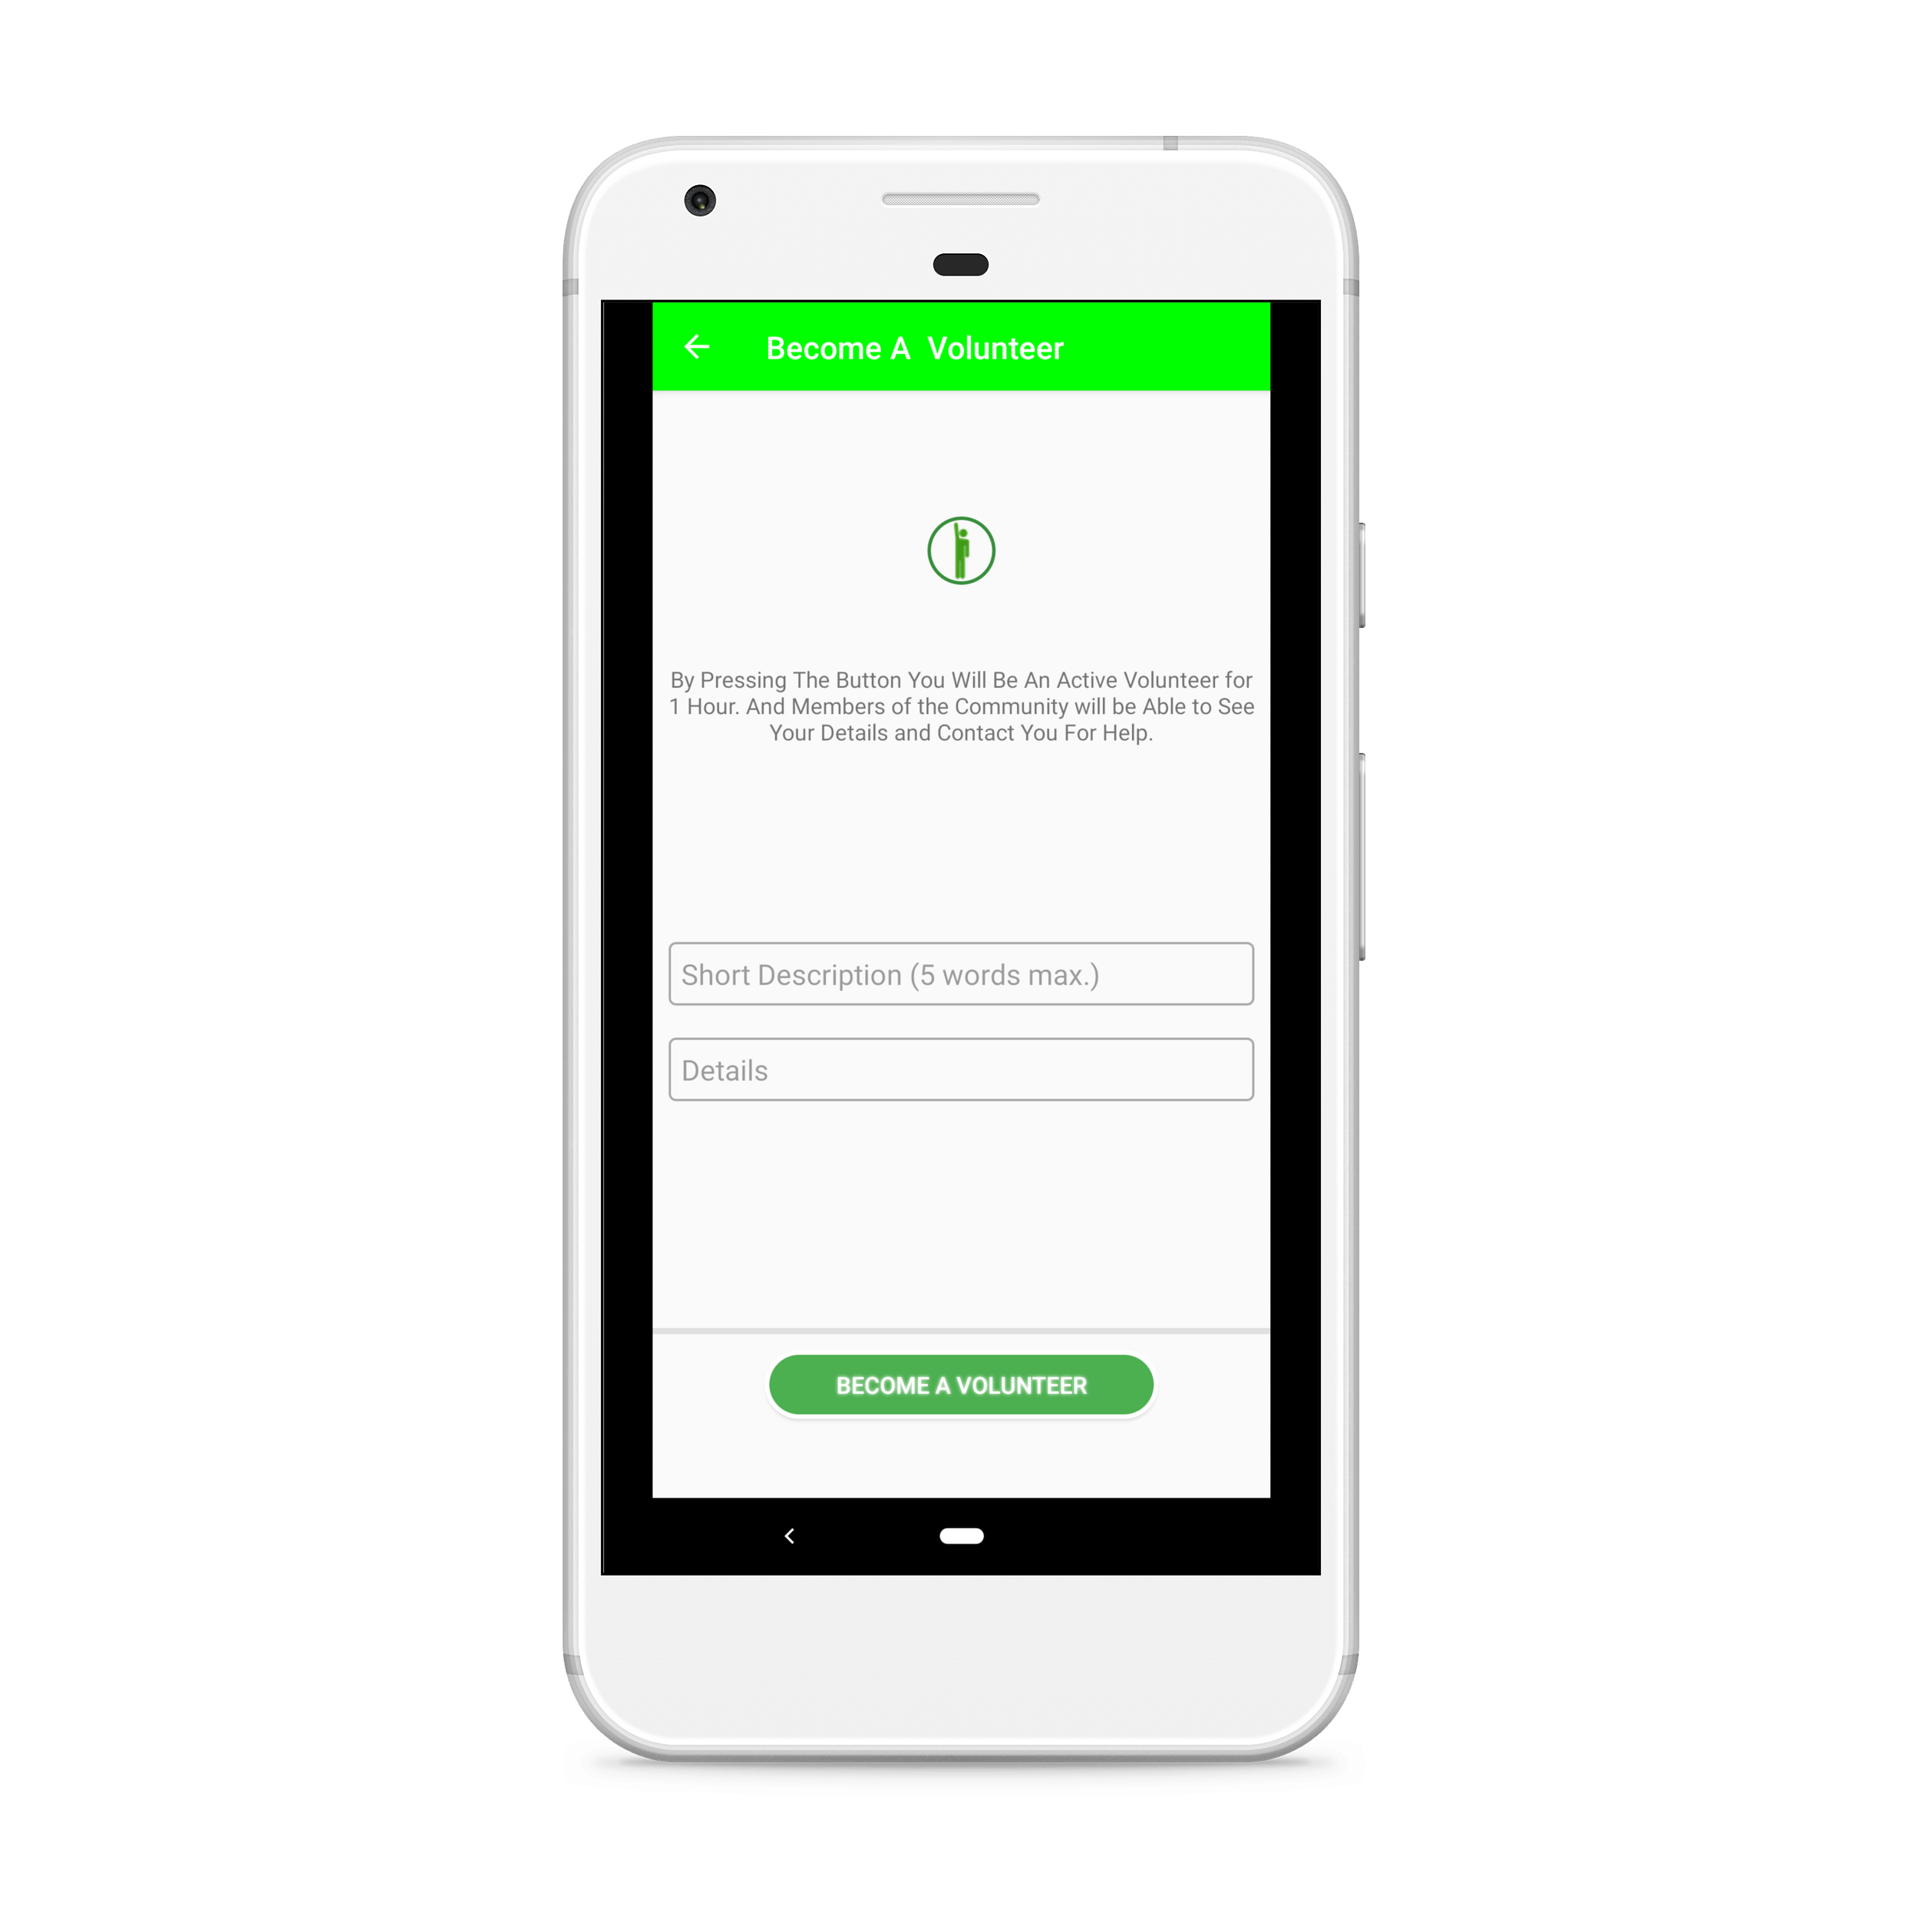 Become A  Volunteer
By Pressing The Button You Will Be An Active Volunteer for
1 Hour. And Members of the Community will be Able to See
Your Details and Contact You For Help.
Short Description (5 words max.)
Details
BECOME A VOLUNTEER